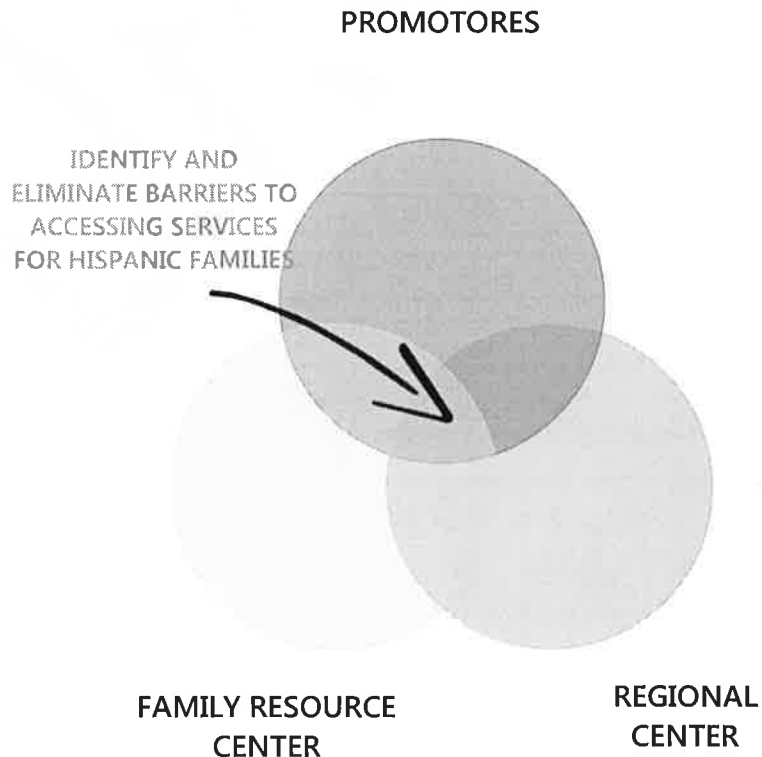 PROMOTORES
IDENTIFY AND
ELIMINATE BARRIERS TO
ACCESSING SERVICES
FOR HISPANIC FAMILIES
FAMILY RESOURCE
CENTER
REGIONAL
CENTER